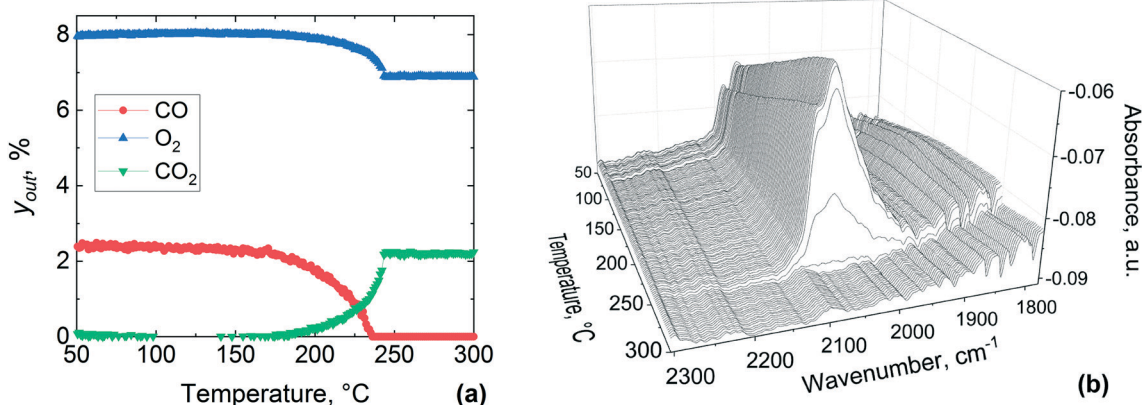 8
6
4
2
0
y_out, %
CO
O₂
CO₂
50
100
150
200
250
300
Temperature, °C
(a)
-0.06
-0.07
-0.08
-0.09
Absorbance, a.u.
50
100
150
200
250
300
Temperature, °C
2300
2200
2100
2000
1900
1800
Wavenumber, cm⁻¹
(b)